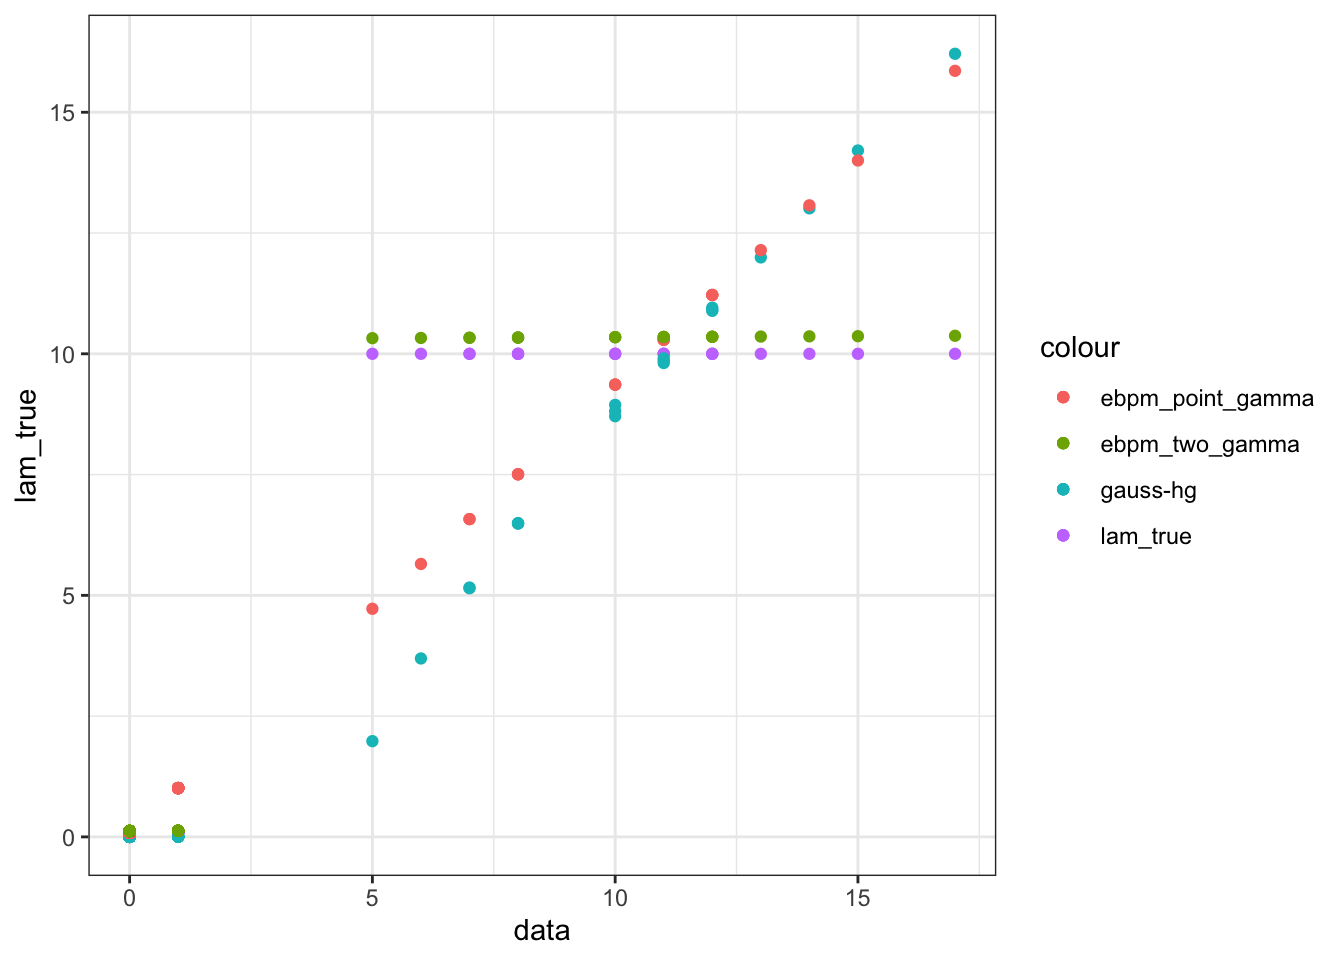 15
10
5
0
lam_true
0
5
10
15
data
colour
ebpm_point_gamma
ebpm_two_gamma
gauss-hg
lam_true